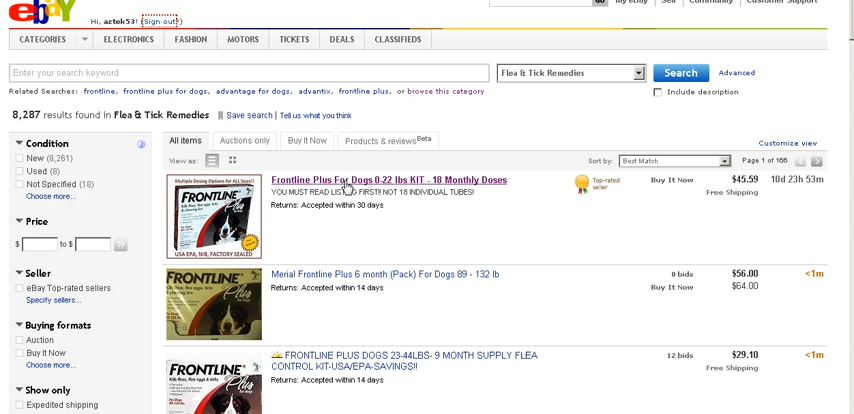 ebaY
GO My eBay Sell Community Customer Support
Hi, aztek53! (Sign out)
CATEGORIES ELECTRONICS FASHION MOTORS TICKETS DEALS CLASSIFIEDS
Enter your search keyword Flea & Tick Remedies Search Advanced
Related Searches: frontline, frontline plus for dogs, advantage for dogs, advantix, frontline plus, or browse this category Include description
8,287 results found in Flea & Tick Remedies Save search | Tell us what you think
Condition
New (8,261)
Used (8)
Not Specified (18)
Choose more...
Price
$ to $
Seller
eBay Top-rated sellers
Specify sellers...
Buying formats
Auction
Buy It Now
Choose more...
Show only
Expedited shipping
All items Auctions only Buy It Now Products & reviews Beta Customize view
View as: Sort by: Best Match Page 1 of 166
Multiple Dosing Options for ALL Sizes!!
FRONTLINE
Plus
USA EPA, NIB, FACTORY SEALED
Frontline Plus For Dogs 0-22 lbs KIT - 18 Monthly Doses
YOU MUST READ LISTING FIRST!! NOT 18 INDIVIDUAL TUBES!
Returns: Accepted within 30 days
Top-rated seller
Buy It Now $45.59 10d 23h 53m
Free Shipping
FRONTLINE
Plus
Merial Frontline Plus 6 month (Pack) For Dogs 89 - 132 lb
Returns: Accepted within 14 days
0 bids $56.00 <1m
Buy It Now $64.00
FRONTLINE
Plus
FRONTLINE PLUS DOGS 23-44LBS- 9 MONTH SUPPLY FLEA
CONTROL KIT-USA/EPA-SAVINGS!!
Returns: Accepted within 14 days
12 bids $29.10 <1m
Free Shipping